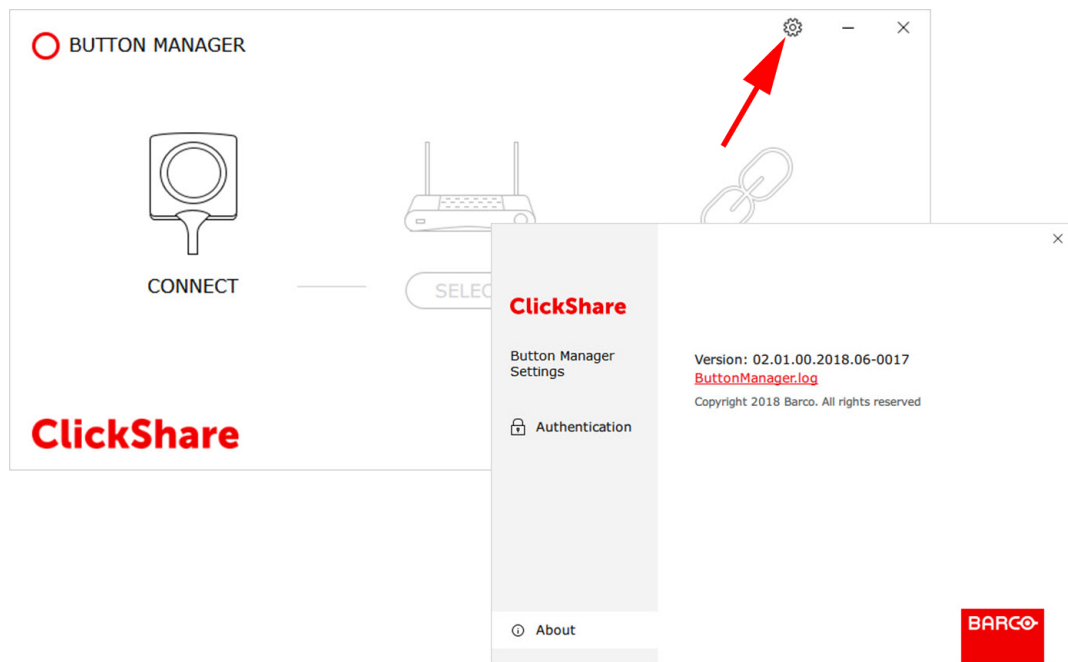 BUTTON MANAGER
CONNECT
SELEC
ClickShare
ClickShare
Button Manager
Settings
Authentication
About
Version: 02.01.00.2018.06-0017
ButtonManager.log
Copyright 2018 Barco. All rights reserved
BARCO